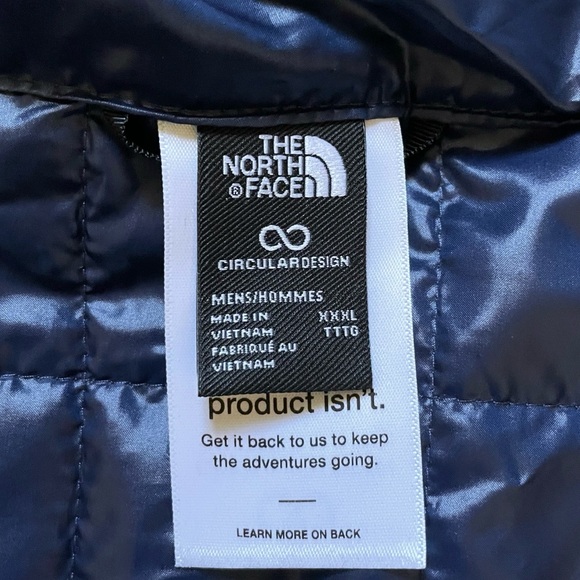 THE
NORTH
® FACE
CIRCULARDESIGN
MENS/HOMMES
MADE IN XXXL
VIETNAM TTTG
FABRIQUÉ AU
VIETNAM
product isn't.
Get it back to us to keep
the adventures going.
LEARN MORE ON BACK